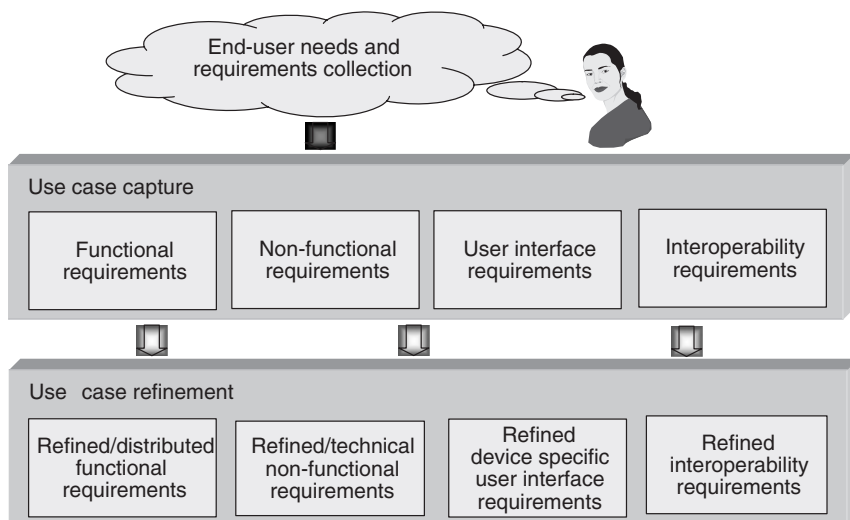 End-user needs and
requirements collection
Use case capture
Functional
requirements
Non-functional
requirements
User interface
requirements
Interoperability
requirements
Use case refinement
Refined/distributed
functional
requirements
Refined/technical
non-functional
requirements
Refined
device specific
user interface
requirements
Refined
interoperability
requirements